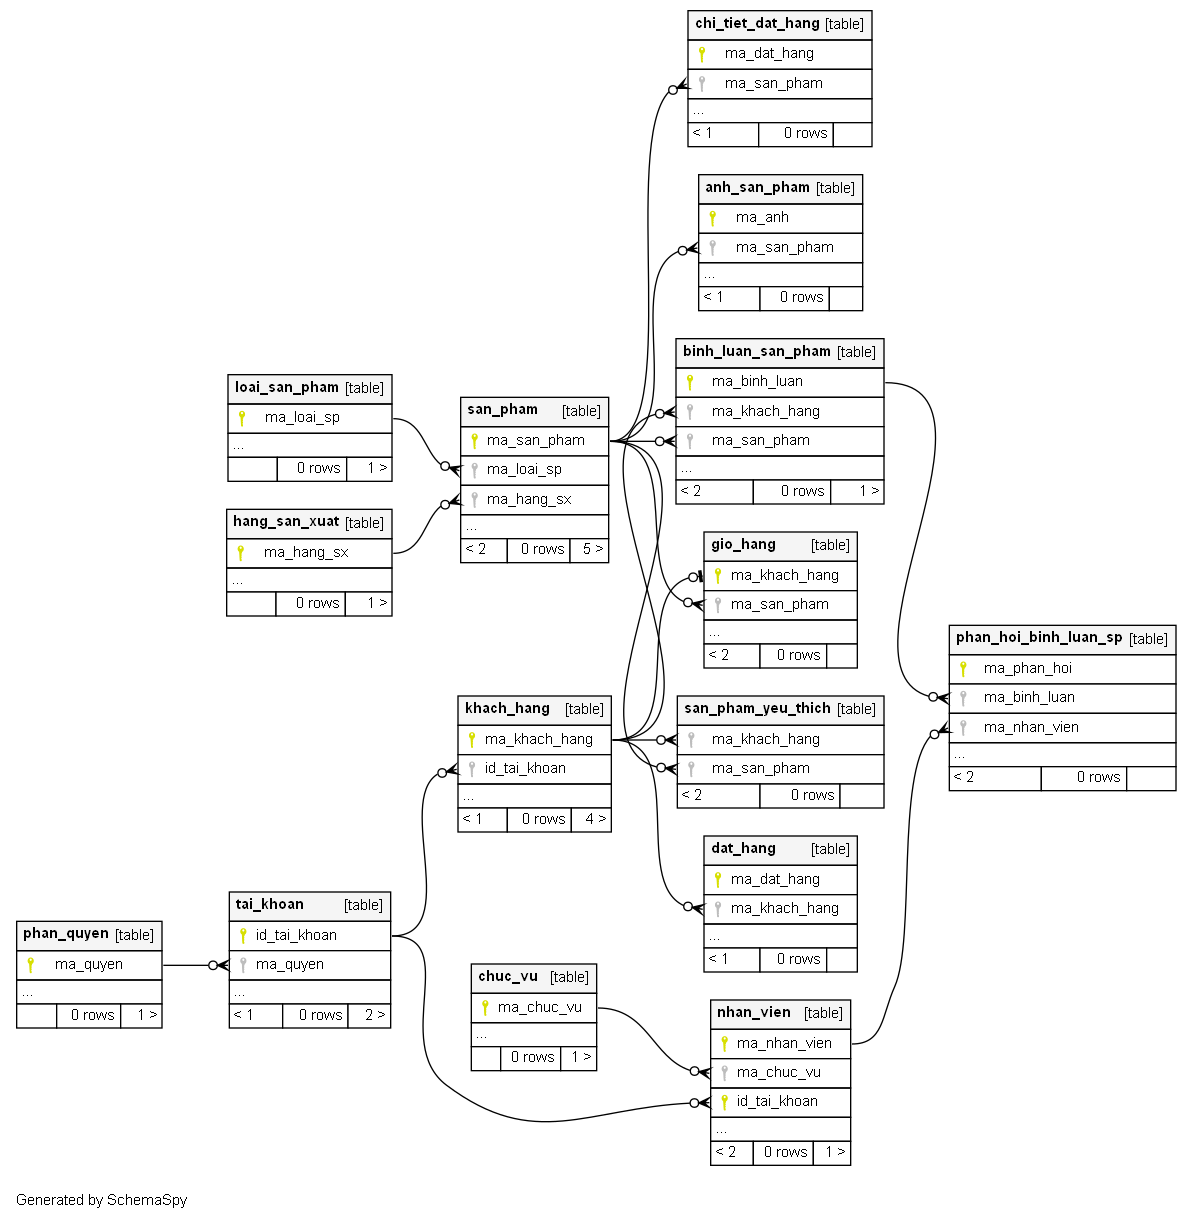 chi_tiet_dat_hang [table]
ma_dat_hang
ma_san_pham
...
< 1 0 rows
anh_san_pham [table]
ma_anh
ma_san_pham
...
< 1 0 rows
binh_luan_san_pham [table]
ma_binh_luan
ma_khach_hang
ma_san_pham
...
< 2 0 rows 1 >
loai_san_pham [table]
ma_loai_sp
...
0 rows 1 >
san_pham [table]
ma_san_pham
ma_loai_sp
ma_hang_sx
...
< 2 0 rows 5 >
hang_san_xuat [table]
ma_hang_sx
...
0 rows 1 >
gio_hang [table]
ma_khach_hang
ma_san_pham
...
< 2 0 rows
phan_hoi_binh_luan_sp [table]
ma_phan_hoi
ma_binh_luan
ma_nhan_vien
...
< 2 0 rows
khach_hang [table]
ma_khach_hang
id_tai_khoan
...
< 1 0 rows 4 >
san_pham_yeu_thich [table]
ma_khach_hang
ma_san_pham
< 2 0 rows
dat_hang [table]
ma_dat_hang
ma_khach_hang
...
< 1 0 rows
phan_quyen [table]
ma_quyen
...
0 rows 1 >
tai_khoan [table]
id_tai_khoan
ma_quyen
...
< 1 0 rows 2 >
chuc_vu [table]
ma_chuc_vu
...
0 rows 1 >
nhan_vien [table]
ma_nhan_vien
ma_chuc_vu
id_tai_khoan
...
< 2 0 rows 1 >
Generated by SchemaSpy